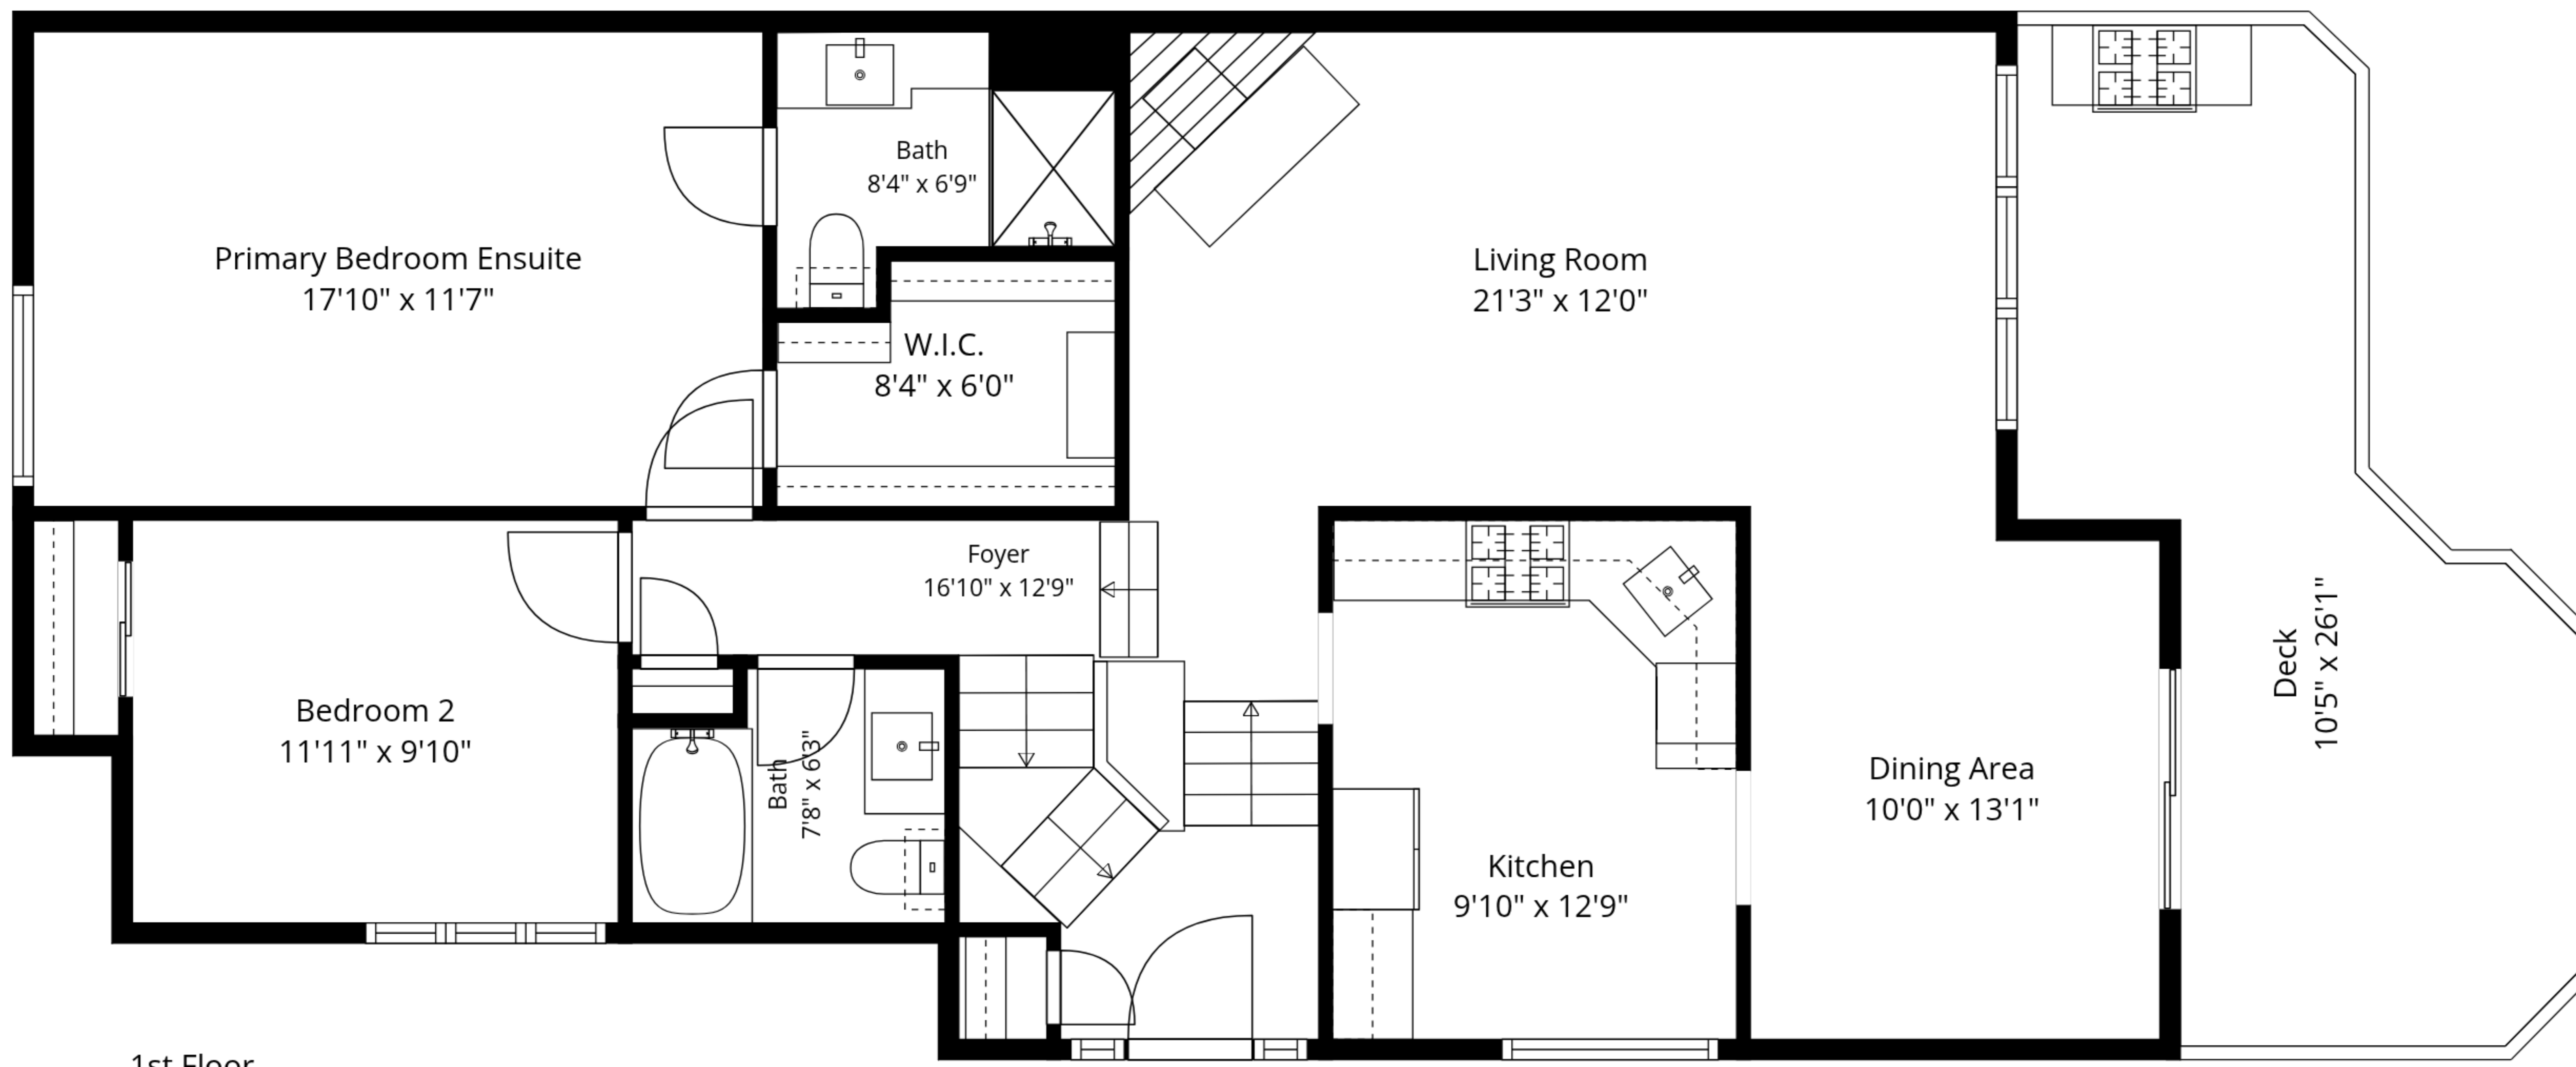 Bath
8'4" x 6'9"
Primary Bedroom Ensuite
17'10" x 11'7"
Living Room
21'3" x 12'0"
W.I.C.
8'4" x 6'0"
Foyer
16'10" x 12'9"
Bedroom 2
11'11" x 9'10"
Bath
7'8" x 6'3"
Kitchen
9'10" x 12'9"
Dining Area
10'0" x 13'1"
Deck
10'5" x 26'1"
1st Floor